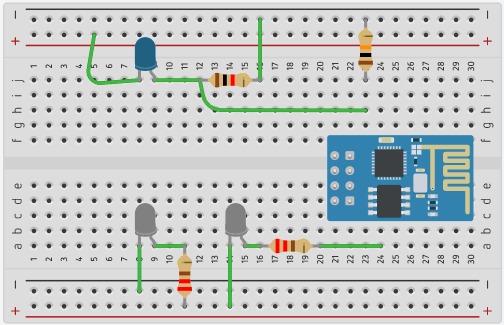 − −
+ +
1 2 3 4 5 6 7 8 9 10 11 12 13 14 15 16 17 18 19 20 21 22 23 24 25 26 27 28 29 30
j j
i i
h h
g g
f f
e e
d d
c c
b b
a a
1 2 3 4 5 6 7 8 9 10 11 12 13 14 15 16 17 18 19 20 21 22 23 24 25 26 27 28 29 30
− −
+ +